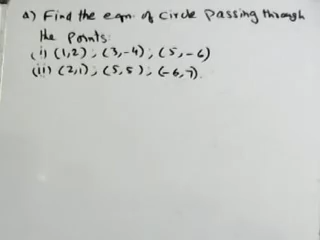 A) Find the eqn. of circle passing through
the points:
(i) (1,2) ; (3,-4) ; (5,-6)
(ii) (2,1) ; (5,5) ; (-6,7).